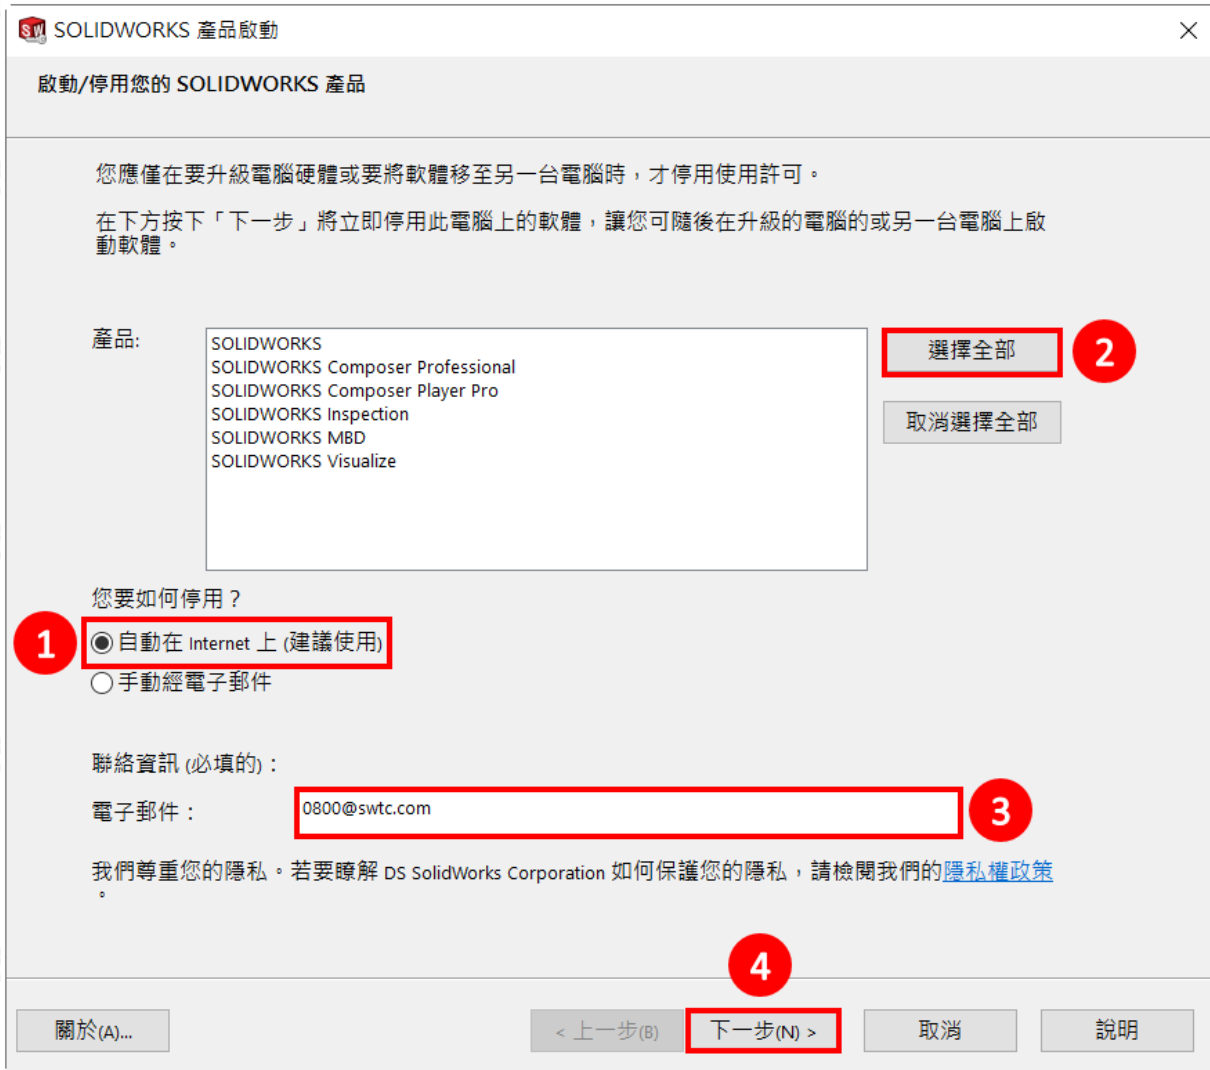 SW SOLIDWORKS 產品啟動
啟動/停用您的 SOLIDWORKS 產品
您應僅在要升級電腦硬體或要將軟體移至另一台電腦時，才停用使用許可。
在下方按下「下一步」將立即停用此電腦上的軟體，讓您可隨後在升級的電腦的或另一台電腦上啟
動軟體。
產品:
SOLIDWORKS
SOLIDWORKS Composer Professional
SOLIDWORKS Composer Player Pro
SOLIDWORKS Inspection
SOLIDWORKS MBD
SOLIDWORKS Visualize
選擇全部
2
取消選擇全部
您要如何停用？
1
自動在 Internet 上 (建議使用)
手動經電子郵件
聯絡資訊 (必填的)：
電子郵件：
0800@swtc.com
3
我們尊重您的隱私。若要瞭解 DS SolidWorks Corporation 如何保護您的隱私，請檢閱我們的隱私權政策
。
4
關於(A)...
< 上一步(B)
下一步(N) >
取消
說明